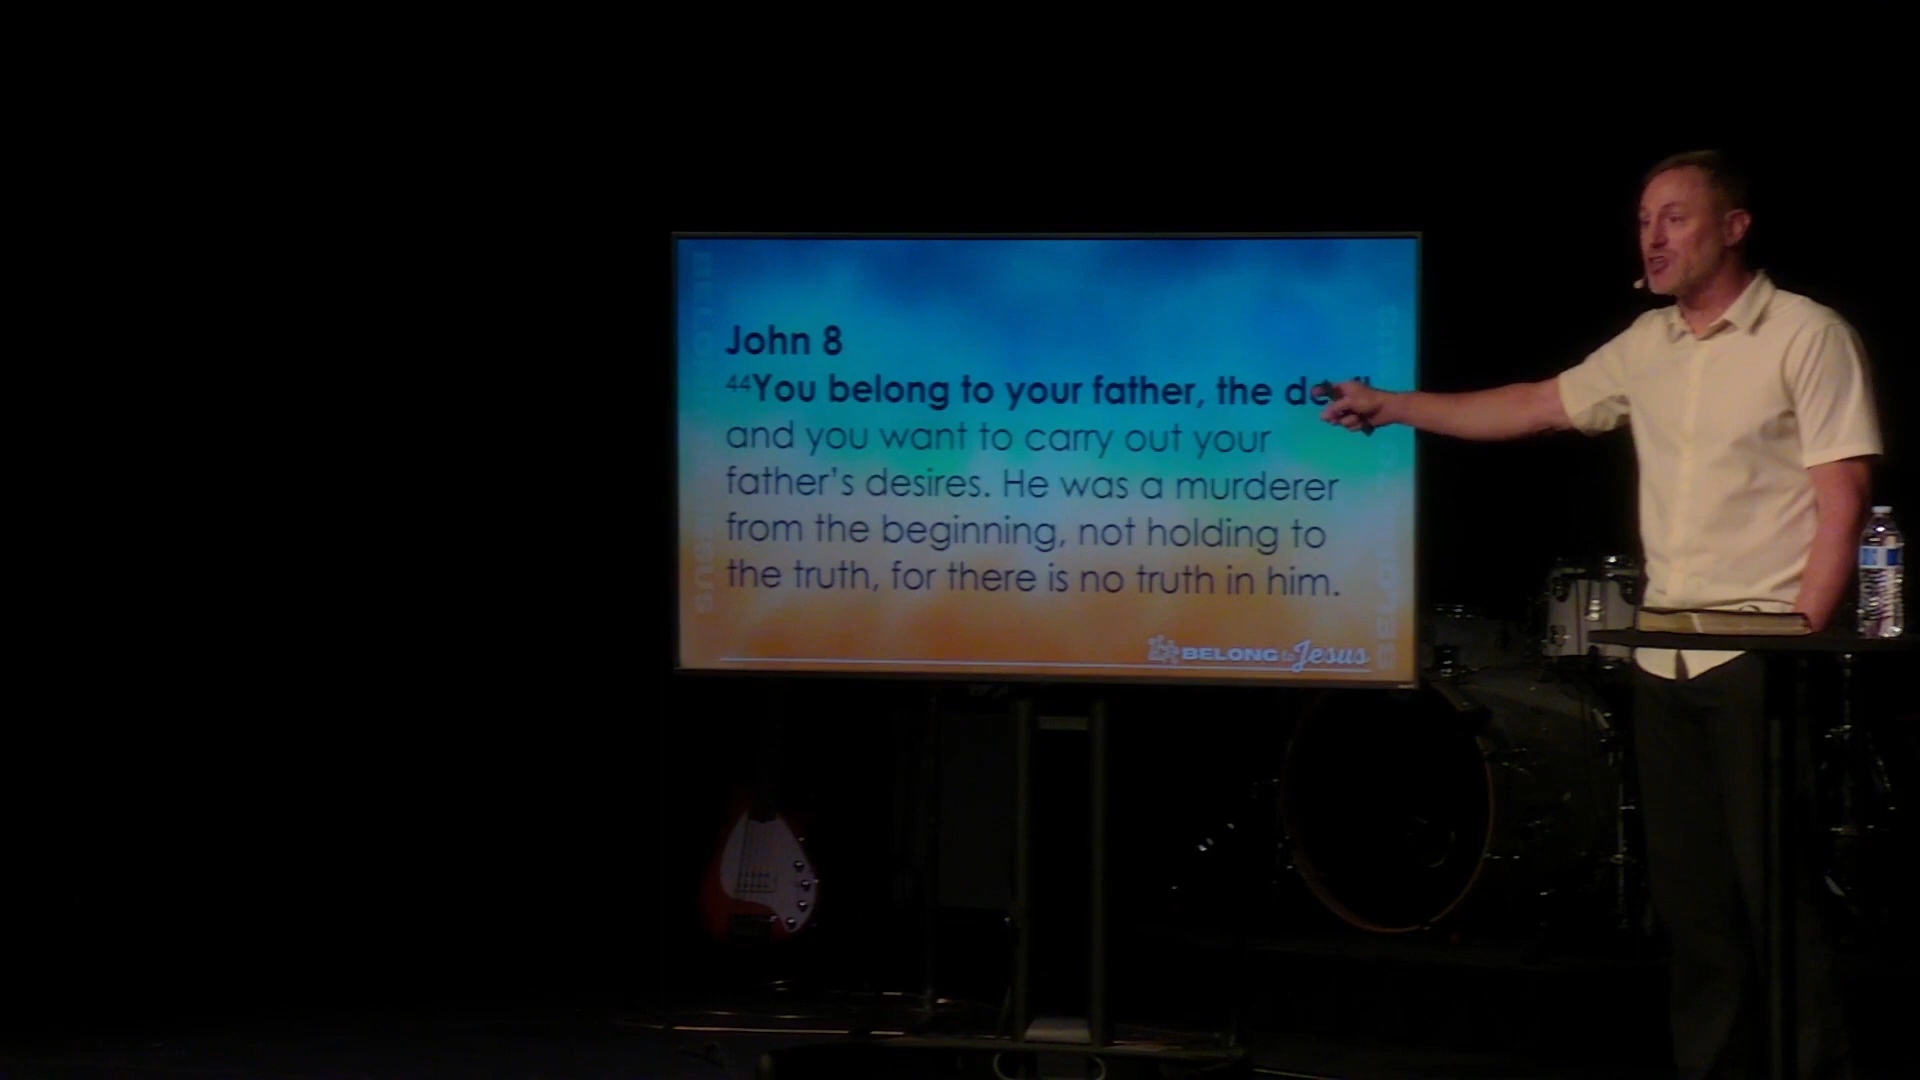 John 8
44You belong to your father, the
and you want to carry out your
father's desires. He was a murderer
from the beginning, not holding to
the truth, for there is no truth in him.
BELONG to Jesus